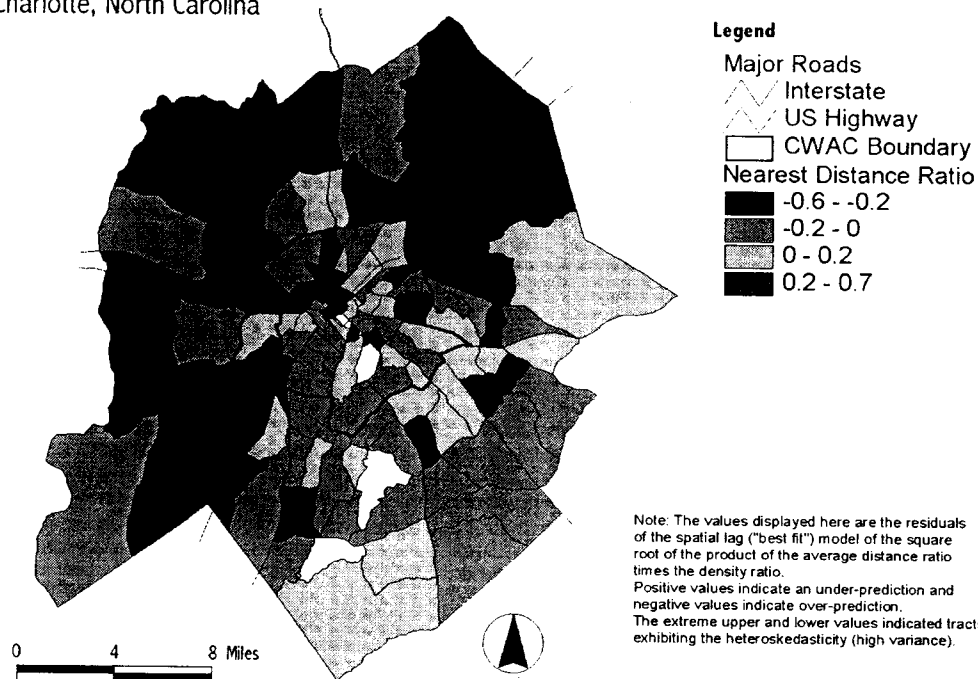 Charlotte, North Carolina
Legend
Major Roads
Interstate
US Highway
CWAC Boundary
Nearest Distance Ratio
-0.6 - -0.2
-0.2 - 0
0 - 0.2
0.2 - 0.7
Note: The values displayed here are the residuals
of the spatial lag ("best fit") model of the square
root of the product of the average distance ratio
times the density ratio.
Positive values indicate an under-prediction and
negative values indicate over-prediction.
The extreme upper and lower values indicated tract
exhibiting the heteroskedasticity (high variance).
0 4 8 Miles